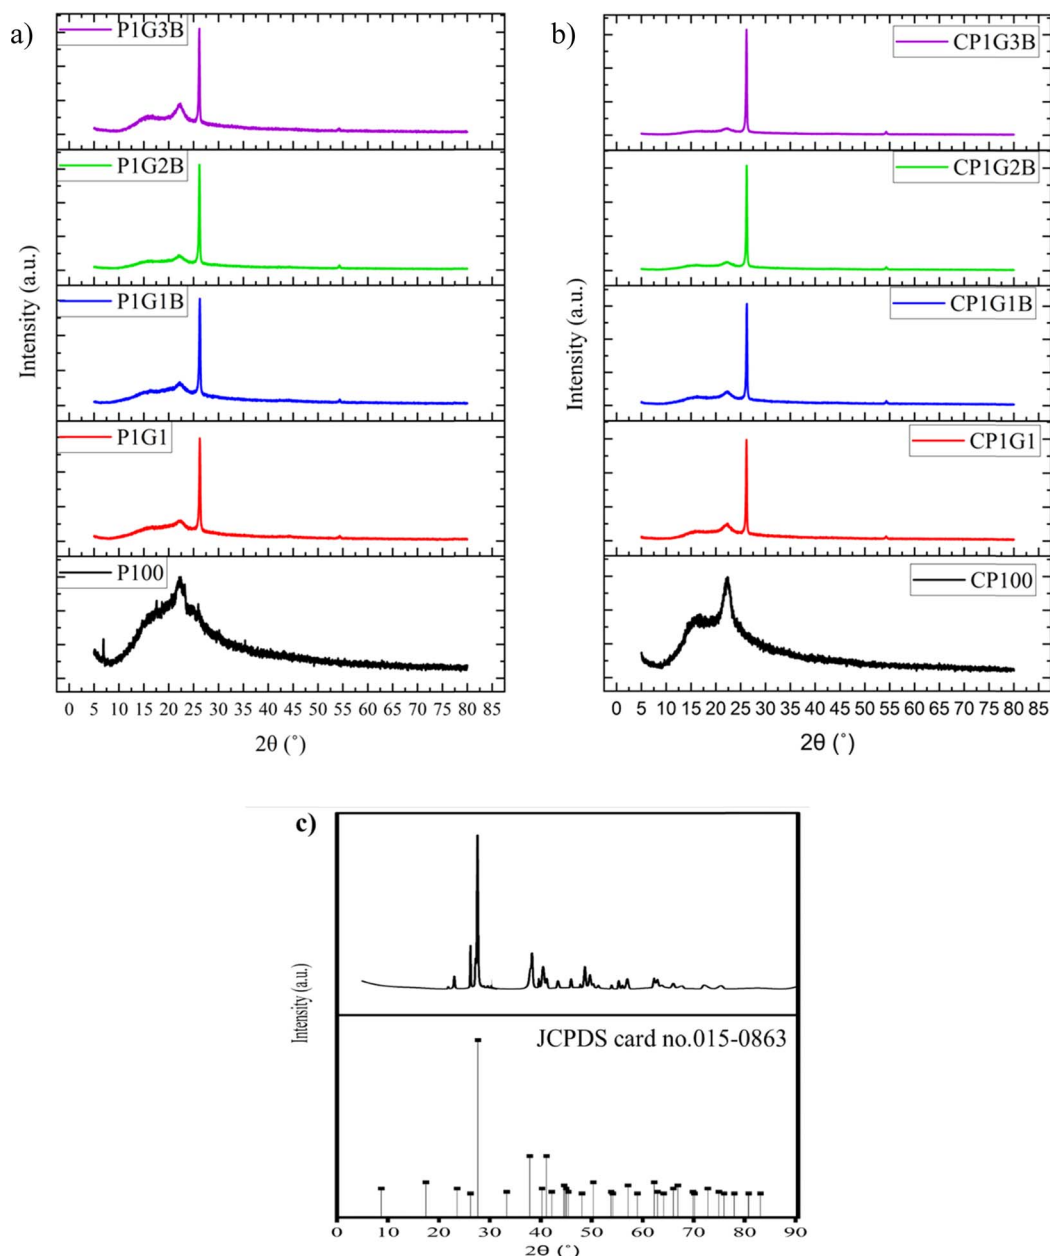 a)
P1G3B
P1G2B
P1G1B
P1G1
P100
Intensity (a.u.)
0 5 10 15 20 25 30 35 40 45 55 60 65 70 75 80 85
2θ (˚)
b)
CP1G3B
CP1G2B
CP1G1B
CP1G1
CP100
Intensity (a.u.)
0 5 10 15 20 25 30 35 40 45 55 60 65 70 75 80 85
2θ (˚)
c)
JCPDS card no.015-0863
Intensity (a.u.)
0 10 20 30 40 50 60 70 80 90
2θ (˚)